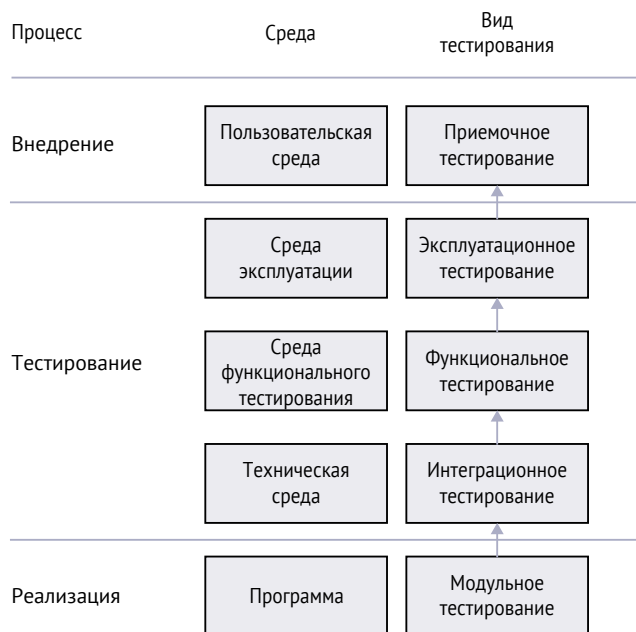 Процесс
Среда
Вид
тестирования
Внедрение
Пользовательская
среда
Приемочное
тестирование
Среда
эксплуатации
Эксплуатационное
тестирование
Тестирование
Среда
функционального
тестирования
Функциональное
тестирование
Техническая
среда
Интеграционное
тестирование
Реализация
Программа
Модульное
тестирование